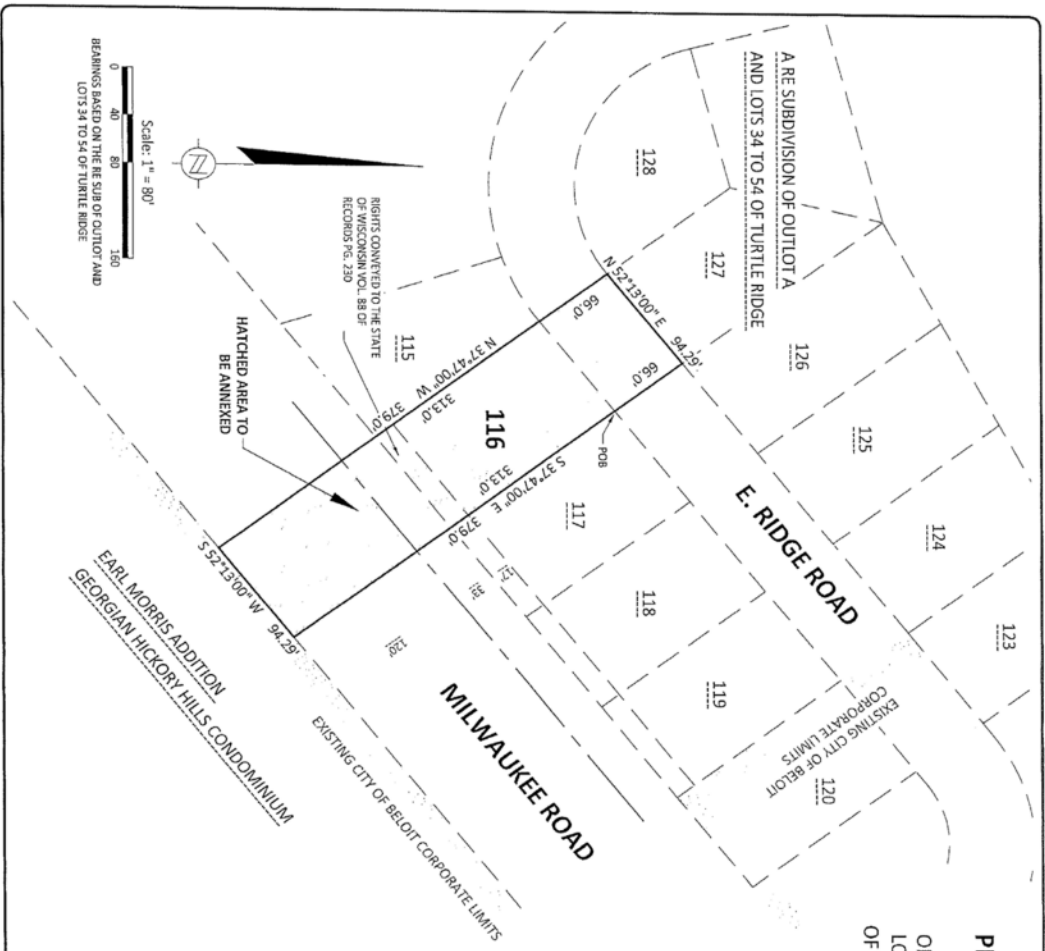 A RE SUBDIVISION OF OUTLOT A
AND LOTS 34 TO 54 OF TURTLE RIDGE
128
127
126
125
124
123
N 52°13'00" E 94.29'
66.0'
66.0'
POB
E. RIDGE ROAD
EXISTING CITY OF BELOIT
CORPORATE LIMITS
115
116
117
118
119
120
N 37°47'00" W
313.0'
379.0'
S 37°47'00" E
313.0'
379.0'
17'
38'
120'
RIGHTS CONVEYED TO THE STATE
OF WISCONSIN VOL. 88 OF
RECORDS PG. 230
HATCHED AREA TO
BE ANNEXED
MILWAUKEE ROAD
S 52°13'00" W 94.29'
EXISTING CITY OF BELOIT CORPORATE LIMITS
EARL MORRIS ADDITION
GEORGIAN HICKORY HILLS CONDOMINIUM
N
Scale: 1" = 80'
0 40 80 160
BEARINGS BASED ON THE RE SUB OF OUTLOT AND
LOTS 34 TO 54 OF TURTLE RIDGE
OF